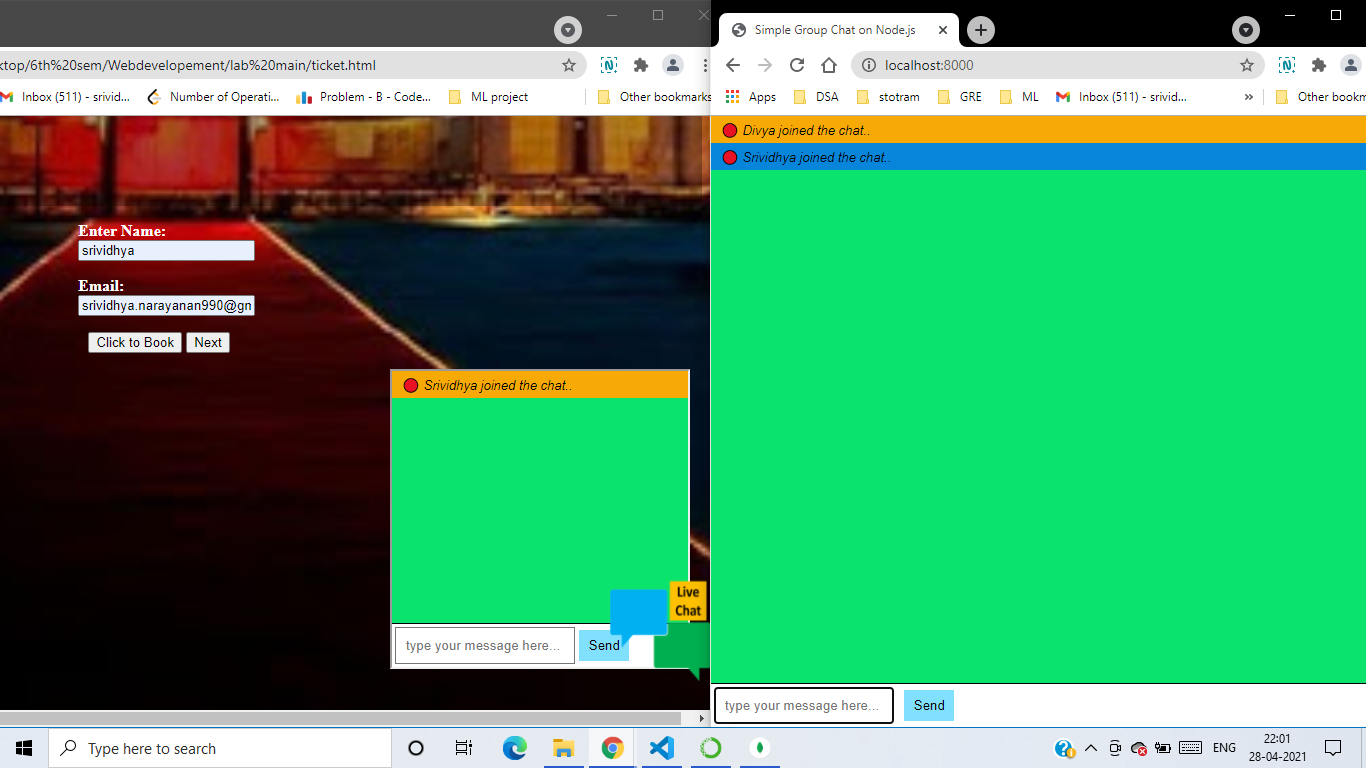 ktop/6th%20sem/Webdevelopement/lab%20main/ticket.html
Inbox (511) - srivid... Number of Operati... Problem - B - Code... ML project Other bookmarks
Enter Name:
srividhya
Email:
srividhya.narayanan990@gn
Click to Book Next
Srividhya joined the chat..
Live
Chat
type your message here... Send
Simple Group Chat on Node.js
localhost:8000
Apps DSA stotram GRE ML Inbox (511) - srivid... » Other bookm
Divya joined the chat..
Srividhya joined the chat..
type your message here... Send
Type here to search
ENG
22:01
28-04-2021